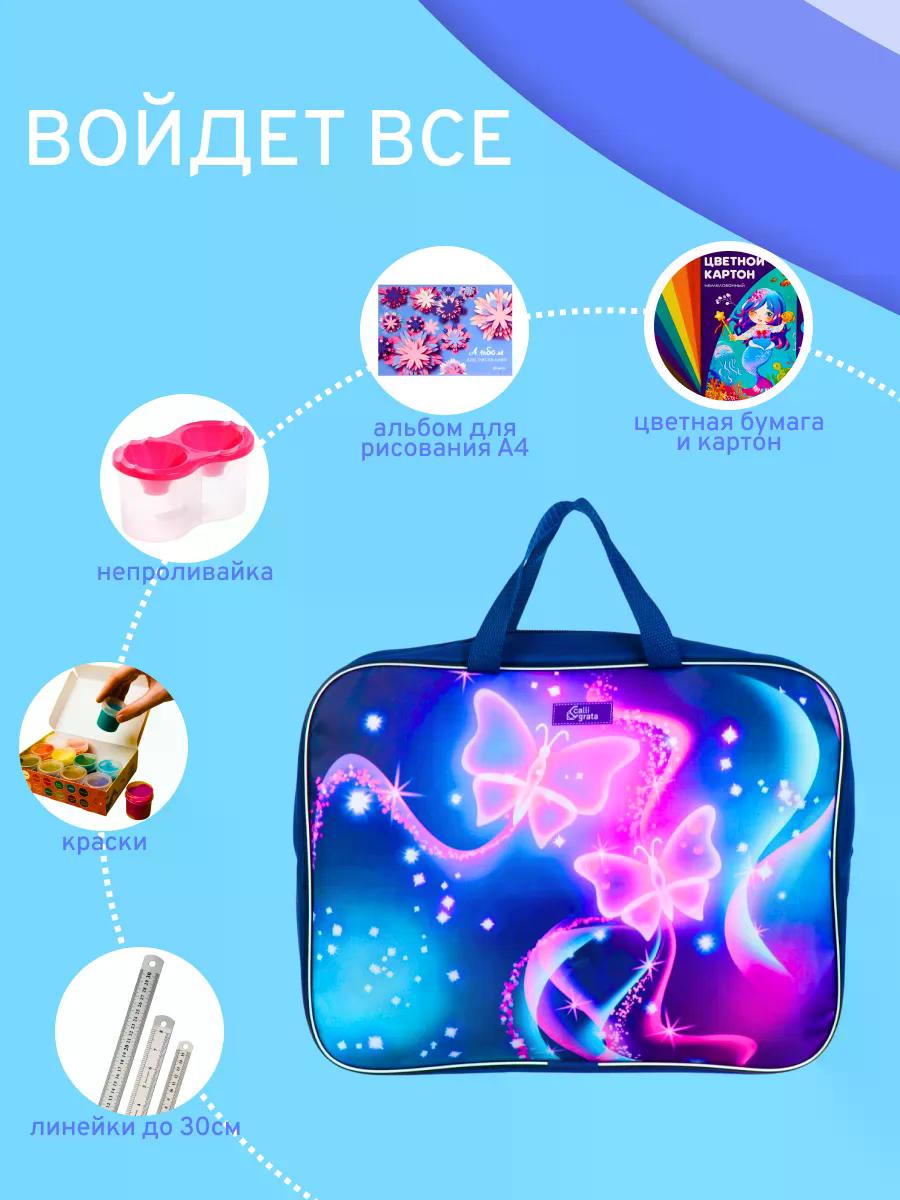 ВОЙДЕТ ВСЕ
ЦВЕТНОЙ
КАРТОН
Альбом
для рисования
альбом для
рисования А4
цветная бумага
и картон
непроливайка
краски
calli
grata
линейки до 30см